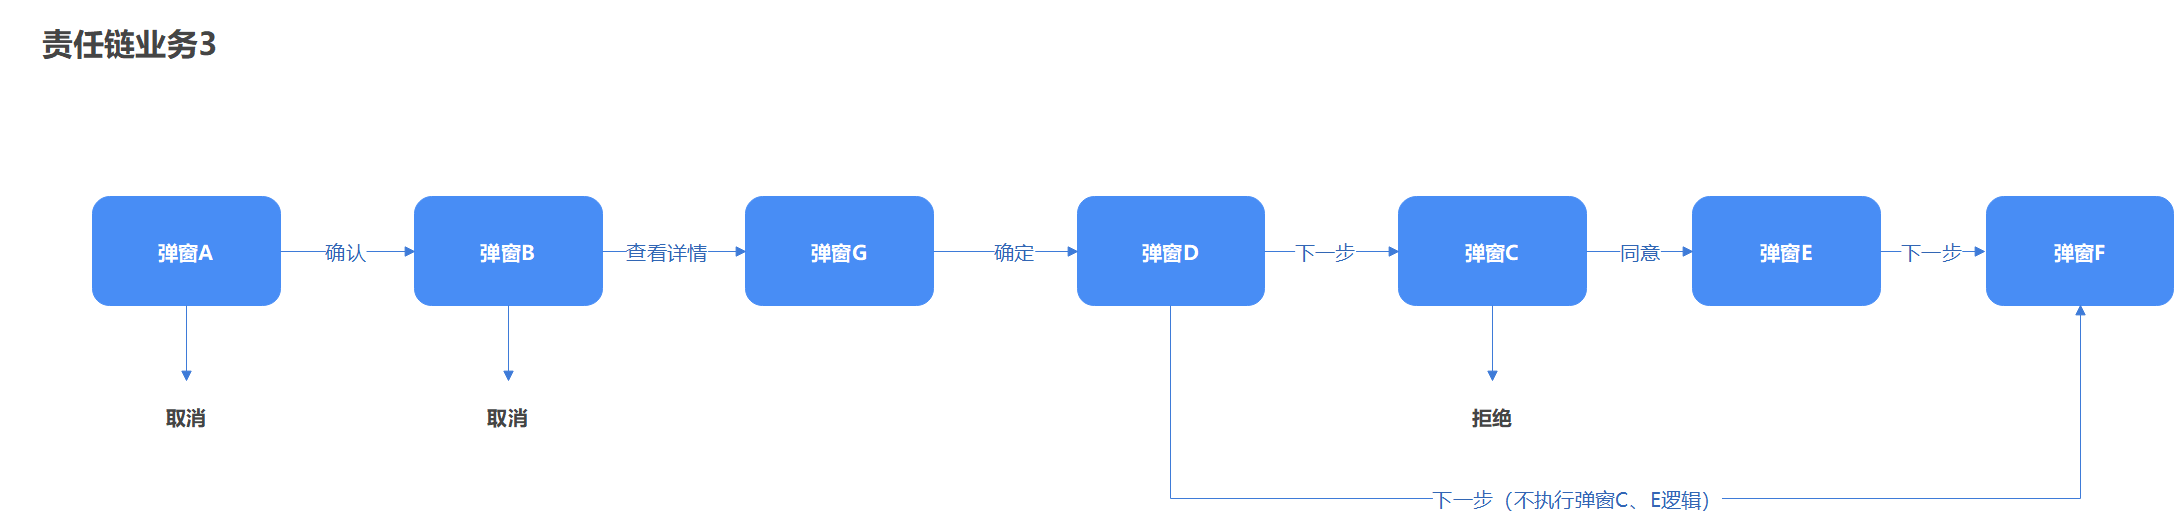 责任链业务3
弹窗A
确认
弹窗B
查看详情
弹窗G
确定
弹窗D
下一步
弹窗C
同意
弹窗E
下一步
弹窗F
取消
取消
拒绝
下一步（不执行弹窗C、E逻辑）